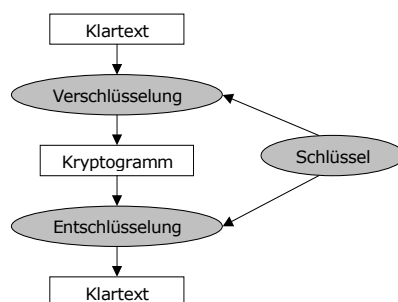 Klartext
Verschlüsselung
Kryptogramm
Schlüssel
Entschlüsselung
Klartext